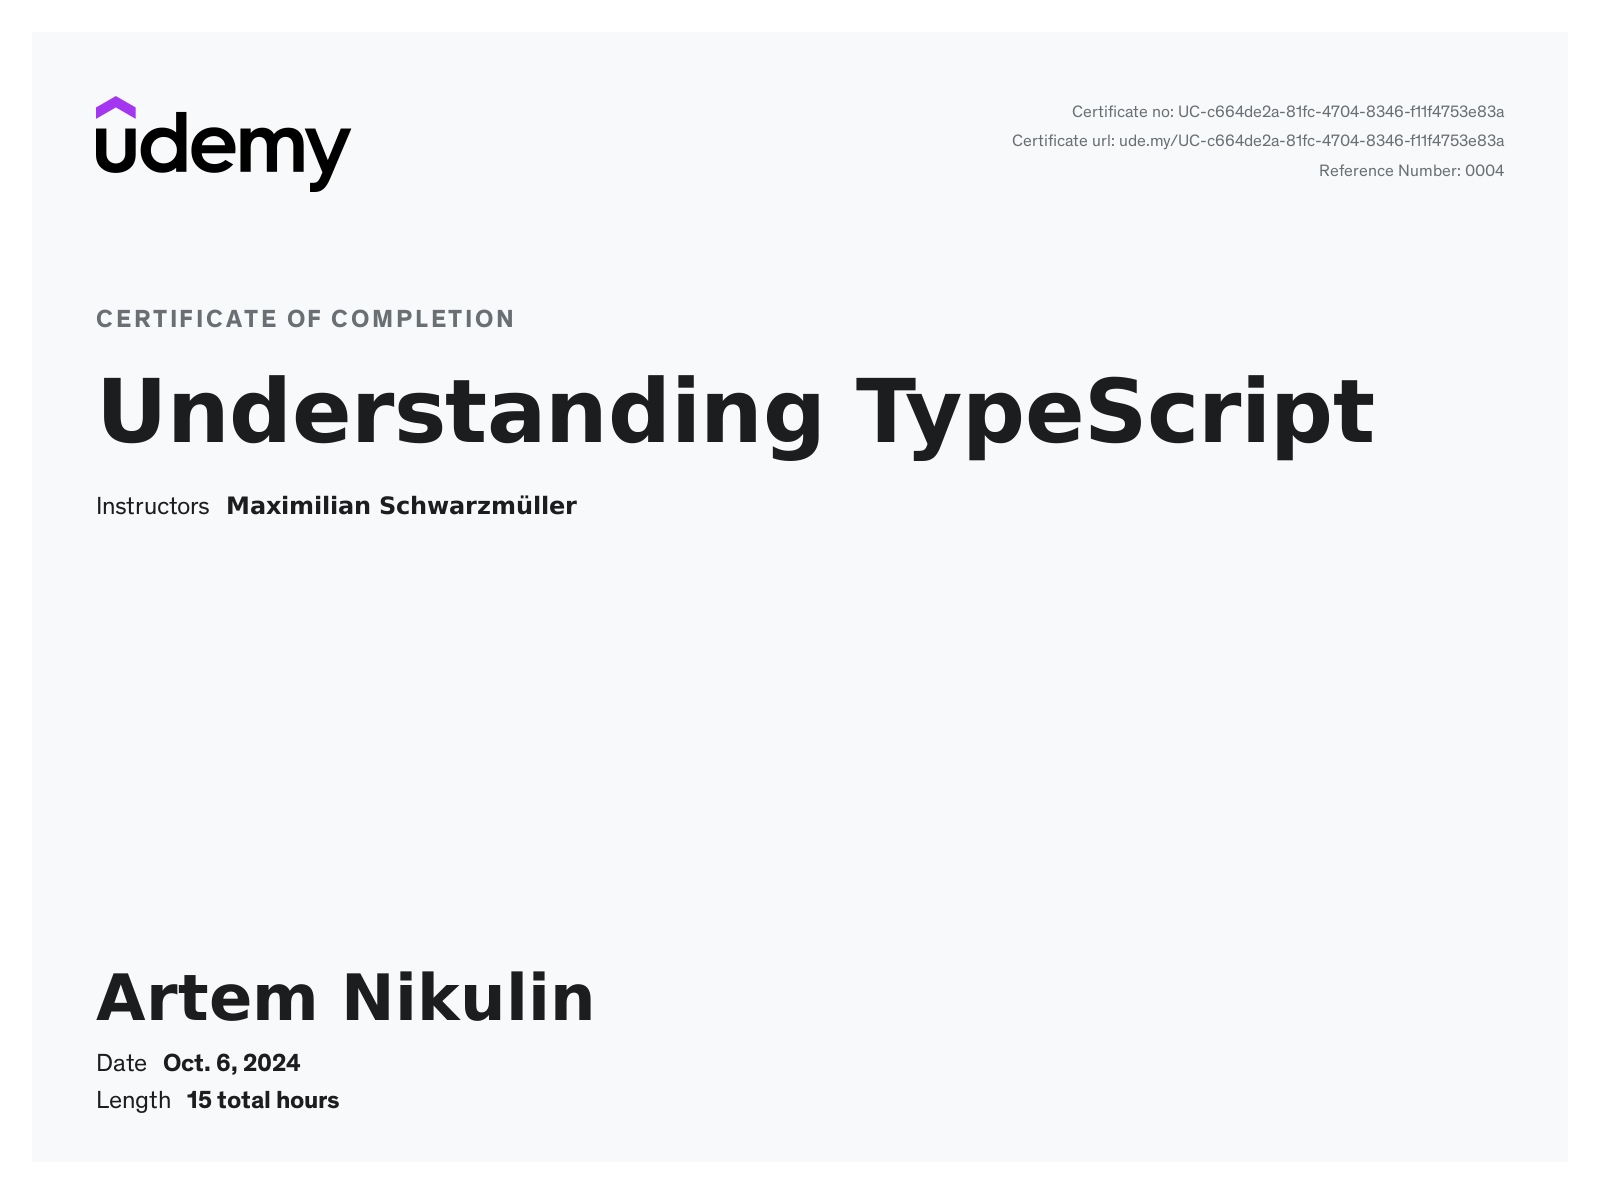 udemy
Certificate no: UC-c664de2a-81fc-4704-8346-f11f4753e83a
Certificate url: ude.my/UC-c664de2a-81fc-4704-8346-f11f4753e83a
Reference Number: 0004
CERTIFICATE OF COMPLETION
Understanding TypeScript
Instructors Maximilian Schwarzmüller
Artem Nikulin
Date Oct. 6, 2024
Length 15 total hours